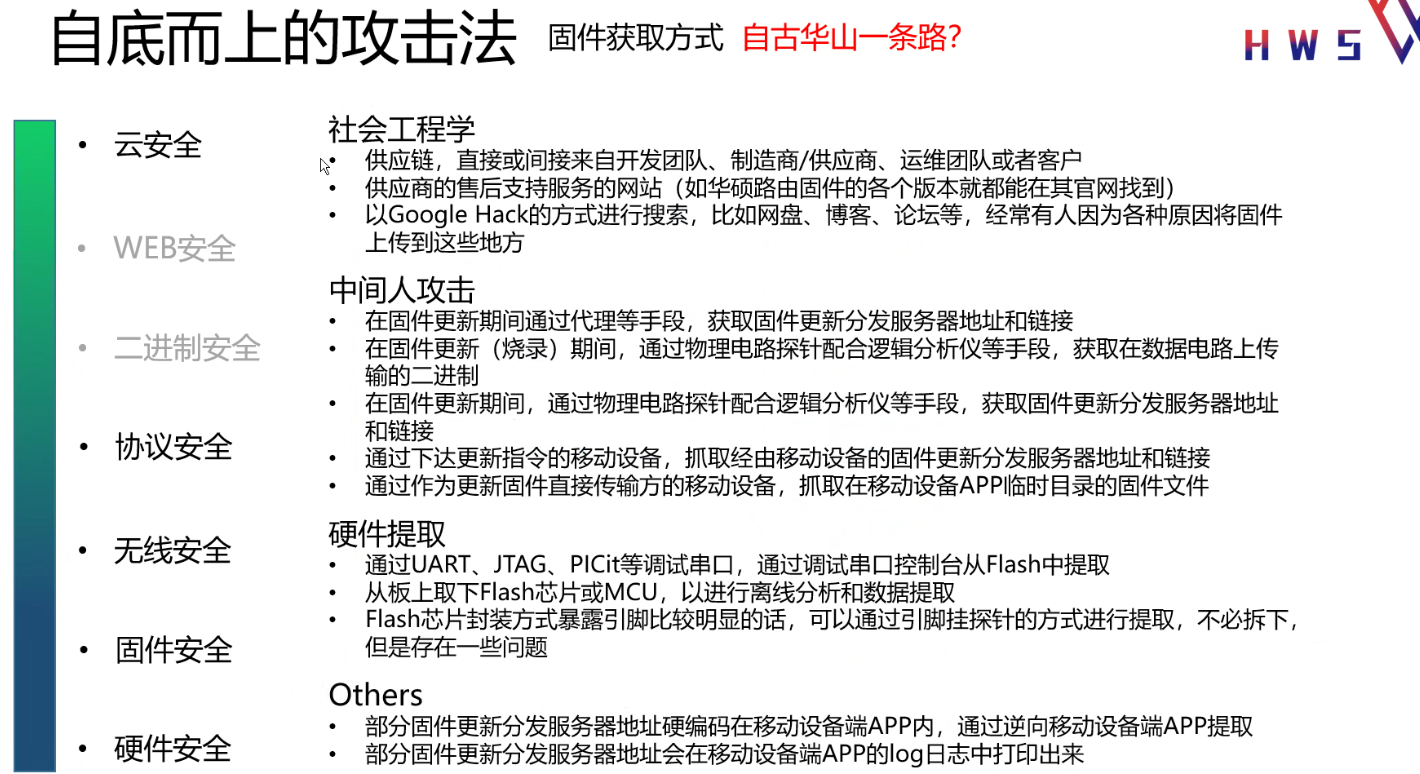 自底而上的攻击法 固件获取方式 自古华山一条路?
HWS
• 云安全
• WEB安全
• 二进制安全
• 协议安全
• 无线安全
• 固件安全
• 硬件安全
社会工程学
• 供应链，直接或间接来自开发团队、制造商/供应商、运维团队或者客户
• 供应商的售后支持服务的网站（如华硕路由固件的各个版本就都能在其官网找到）
• 以Google Hack的方式进行搜索，比如网盘、博客、论坛等，经常有人因为各种原因将固件
上传到这些地方
中间人攻击
• 在固件更新期间通过代理等手段，获取固件更新分发服务器地址和链接
• 在固件更新（烧录）期间，通过物理电路探针配合逻辑分析仪等手段，获取在数据电路上传
输的二进制
• 在固件更新期间，通过物理电路探针配合逻辑分析仪等手段，获取固件更新分发服务器地址
和链接
• 通过下达更新指令的移动设备，抓取经由移动设备的固件更新分发服务器地址和链接
• 通过作为更新固件直接传输方的移动设备，抓取在移动设备APP临时目录的固件文件
硬件提取
• 通过UART、JTAG、PICit等调试串口，通过调试串口控制台从Flash中提取
• 从板上取下Flash芯片或MCU，以进行离线分析和数据提取
• Flash芯片封装方式暴露引脚比较明显的话，可以通过引脚挂探针的方式进行提取，不必拆下，
但是存在一些问题
Others
• 部分固件更新分发服务器地址硬编码在移动设备端APP内，通过逆向移动设备端APP提取
• 部分固件更新分发服务器地址会在移动设备端APP的log日志中打印出来